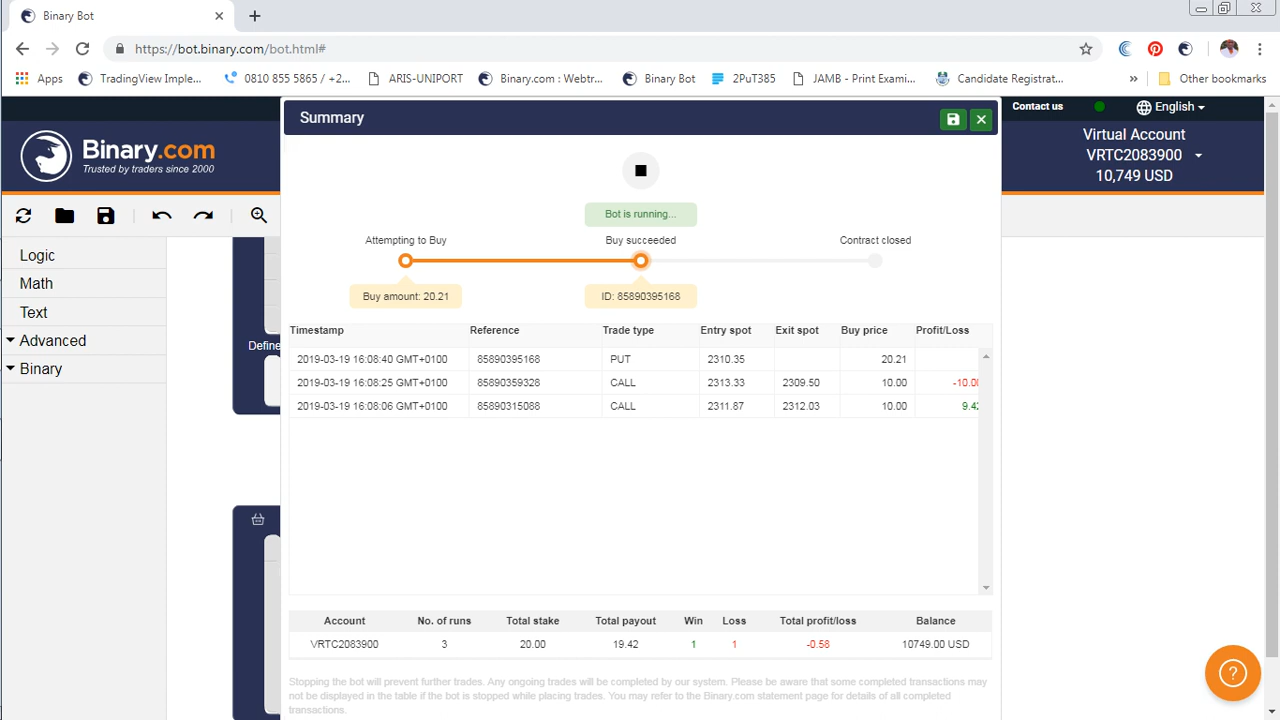 Binary Bot
https://bot.binary.com/bot.html#
Apps
TradingView Imple...
0810 855 5865 / +2...
ARIS-UNIPORT
Binary.com : Webtr...
Binary Bot
2PuT385
JAMB - Print Exami...
Candidate Registrat...
»
Other bookmarks
Contact us
English
Binary.com
Trusted by traders since 2000
Virtual Account
VRTC2083900
10,749 USD
Logic
Math
Text
Advanced
Binary
Define
Summary
Bot is running...
Attempting to Buy
Buy succeeded
Contract closed
Buy amount: 20.21
ID: 85890395168
Timestamp Reference Trade type Entry spot Exit spot Buy price Profit/Loss
2019-03-19 16:08:40 GMT+0100 85890395168 PUT 2310.35 20.21
2019-03-19 16:08:25 GMT+0100 85890359328 CALL 2313.33 2309.50 10.00 -10.00
2019-03-19 16:08:06 GMT+0100 85890315088 CALL 2311.87 2312.03 10.00 9.42
Account No. of runs Total stake Total payout Win Loss Total profit/loss Balance
VRTC2083900 3 20.00 19.42 1 1 -0.58 10749.00 USD
Stopping the bot will prevent further trades. Any ongoing trades will be completed by our system. Please be aware that some completed transactions may
not be displayed in the table if the bot is stopped while placing trades. You may refer to the Binary.com statement page for details of all completed
transactions.